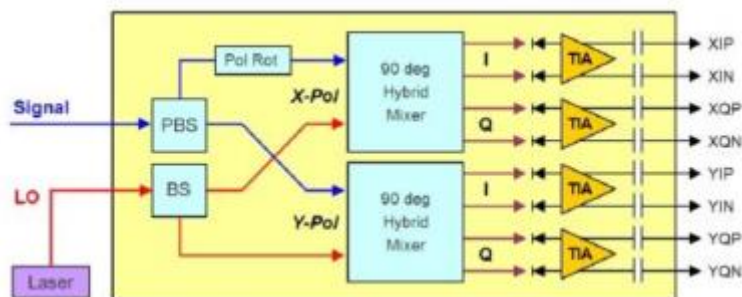 Signal
LO
Laser
PBS
BS
Pol Rot
X-Pol
Y-Pol
90 deg
Hybrid
Mixer
90 deg
Hybrid
Mixer
I
Q
I
Q
TIA
TIA
TIA
TIA
XIP
XIN
XQP
XQN
YIP
YIN
YQP
YQN